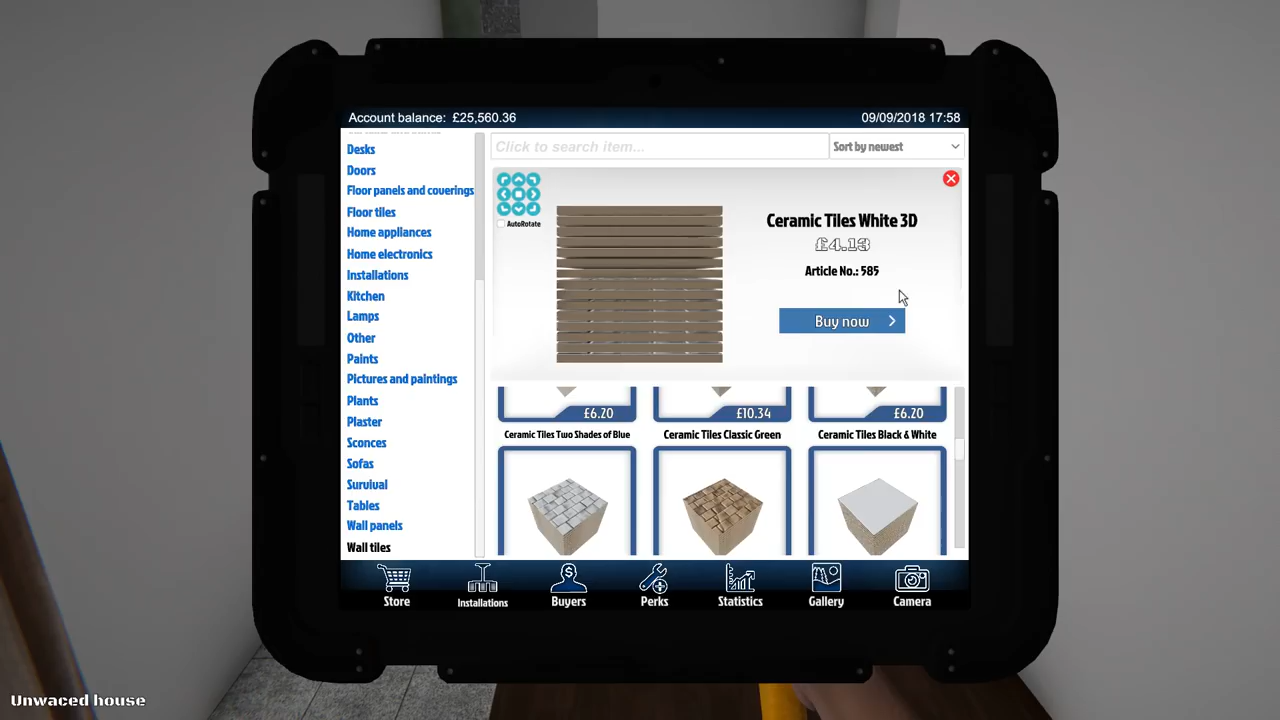 Account balance: £25,560.36
09/09/2018 17:58
Desks
Doors
Floor panels and coverings
Floor tiles
Home appliances
Home electronics
Installations
Kitchen
Lamps
Other
Paints
Pictures and paintings
Plants
Plaster
Sconces
Sofas
Survival
Tables
Wall panels
Wall tiles
Click to search item...
Sort by newest
AutoRotate
Ceramic Tiles White 3D
£4.13
Article No.: 585
Buy now
£6.20
£10.34
£6.20
Ceramic Tiles Two Shades of Blue
Ceramic Tiles Classic Green
Ceramic Tiles Black & White
Store
Installations
Buyers
Perks
Statistics
Gallery
Camera
Unwaced house